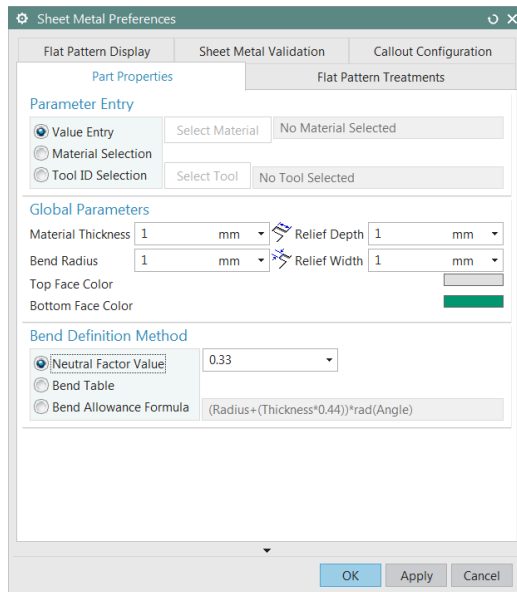 Sheet Metal Preferences
Flat Pattern Display Sheet Metal Validation Callout Configuration
Part Properties Flat Pattern Treatments
Parameter Entry
Value Entry Select Material No Material Selected
Material Selection
Tool ID Selection Select Tool No Tool Selected
Global Parameters
Material Thickness 1 mm Relief Depth 1 mm
Bend Radius 1 mm Relief Width 1 mm
Top Face Color
Bottom Face Color
Bend Definition Method
Neutral Factor Value 0.33
Bend Table
Bend Allowance Formula (Radius+(Thickness*0.44))*rad(Angle)
OK Apply Cancel